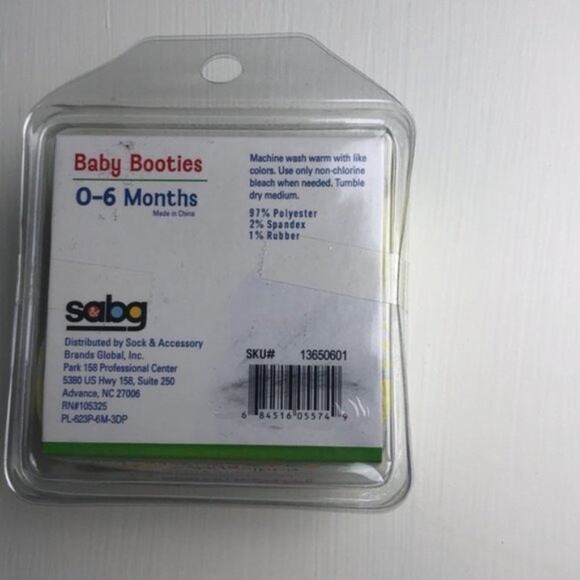 Baby Booties
0-6 Months
Made in China
Machine wash warm with like
colors. Use only non-chlorine
bleach when needed. Tumble
dry medium.
97% Polyester
2% Spandex
1% Rubber
sabg
&
Distributed by Sock & Accessory
Brands Global, Inc.
Park 158 Professional Center
5380 US Hwy 158, Suite 250
Advance, NC 27006
RN#105325
PL-623P-6M-3DP
SKU# 13650601
6 84516 05574 9